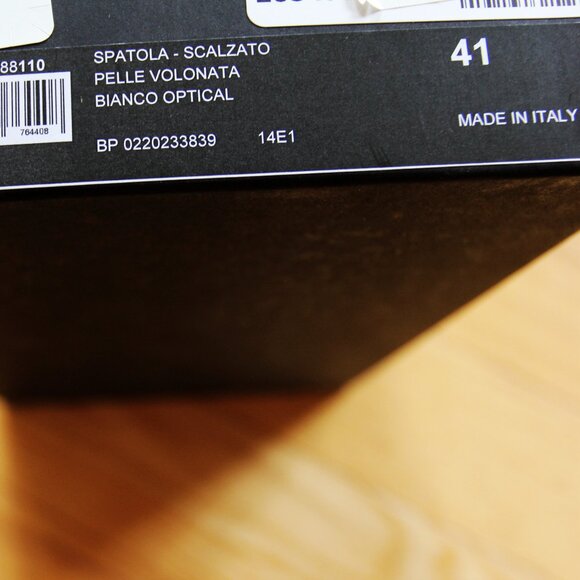 88110
SPATOLA - SCALZATO
41
PELLE VOLONATA
BIANCO OPTICAL
MADE IN ITALY
764408
BP 0220233839 14E1